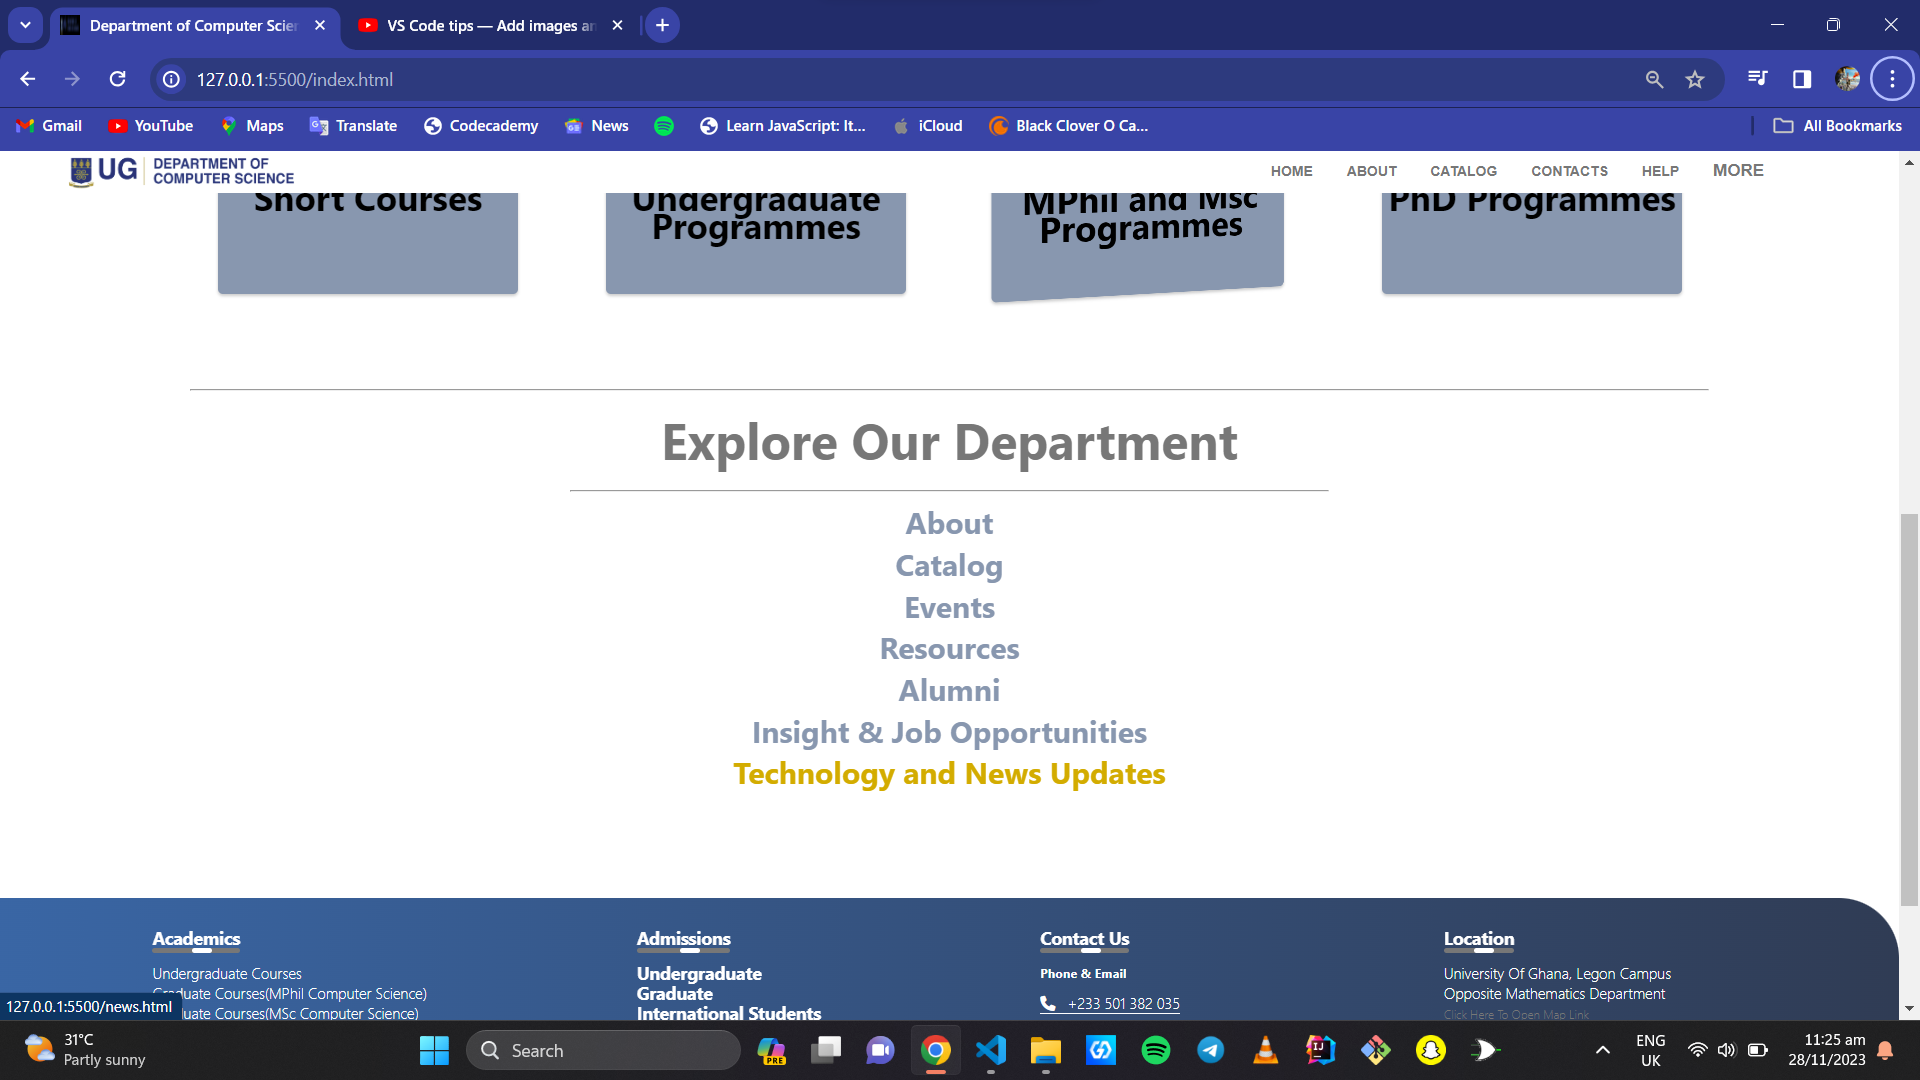 Department of Computer Scien
VS Code tips — Add images an
127.0.0.1:5500/index.html
Gmail
YouTube
Maps
Translate
Codecademy
News
Learn JavaScript: It...
iCloud
Black Clover O Ca...
All Bookmarks
UG
DEPARTMENT OF
COMPUTER SCIENCE
HOME
ABOUT
CATALOG
CONTACTS
HELP
MORE
Short Courses
Undergraduate
Programmes
MPhil and Msc
Programmes
PhD Programmes
Explore Our Department
About
Catalog
Events
Resources
Alumni
Insight & Job Opportunities
Technology and News Updates
Academics
Undergraduate Courses
Graduate Courses(MPhil Computer Science)
uate Courses(MSc Computer Science)
Admissions
Undergraduate
Graduate
International Students
Contact Us
Phone & Email
+233 501 382 035
Location
University Of Ghana, Legon Campus
Opposite Mathematics Department
Click Here To Open Map Link
127.0.0.1:5500/news.html
31°C
Partly sunny
Search
PRE
ENG
UK
11:25 am
28/11/2023